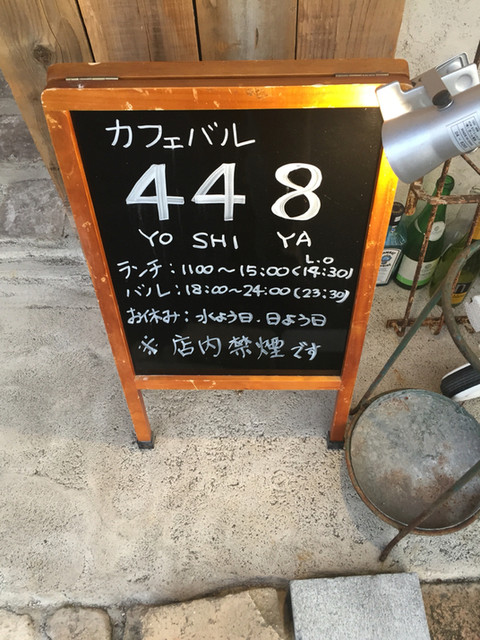 カフェバル
448
YO SHI YA
L.O
ランチ：11:00〜15:00(14:30)
バル：18:00〜24:00(23:30)
お休み：水よう日.日よう日
※店内禁煙です